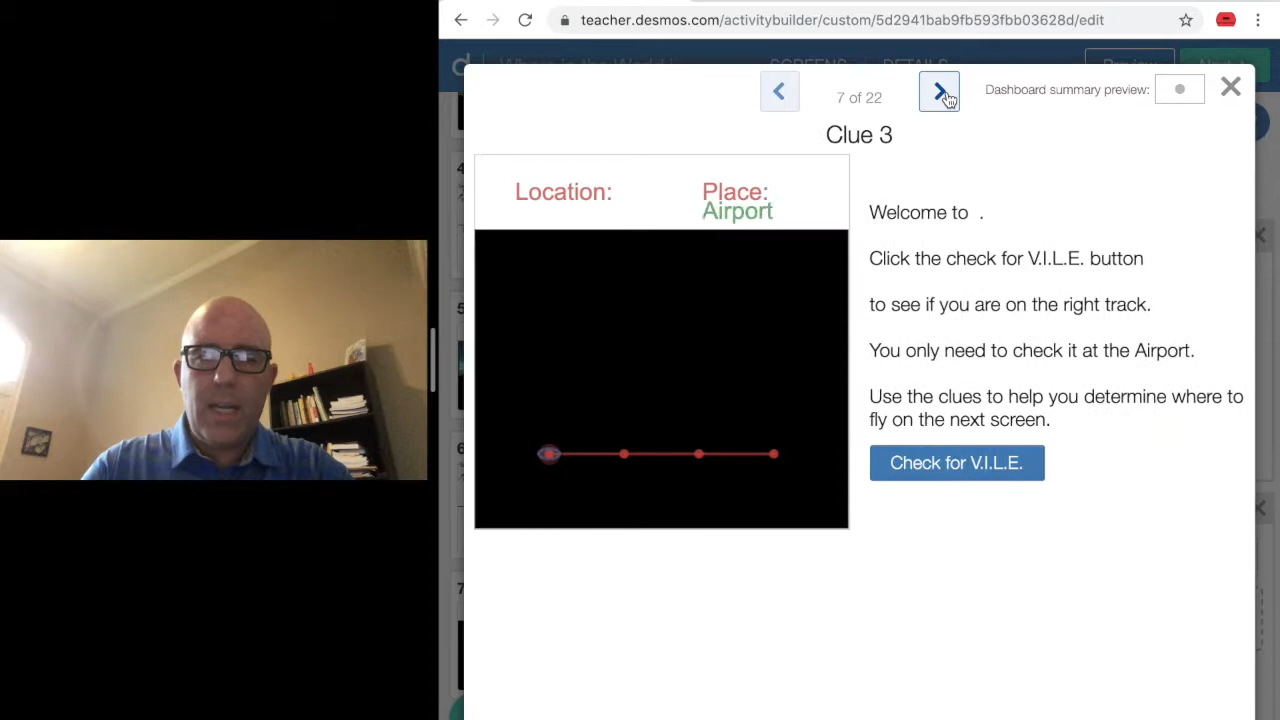 teacher.desmos.com/activitybuilder/custom/5d2941bab9fb593fbb03628d/edit
SCREENS DETAILS
Preview
7 of 22
Dashboard summary preview:
Clue 3
Location:
Place:
Airport
Welcome to .
Click the check for V.I.L.E. button
to see if you are on the right track.
You only need to check it at the Airport.
Use the clues to help you determine where to
fly on the next screen.
Check for V.I.L.E.